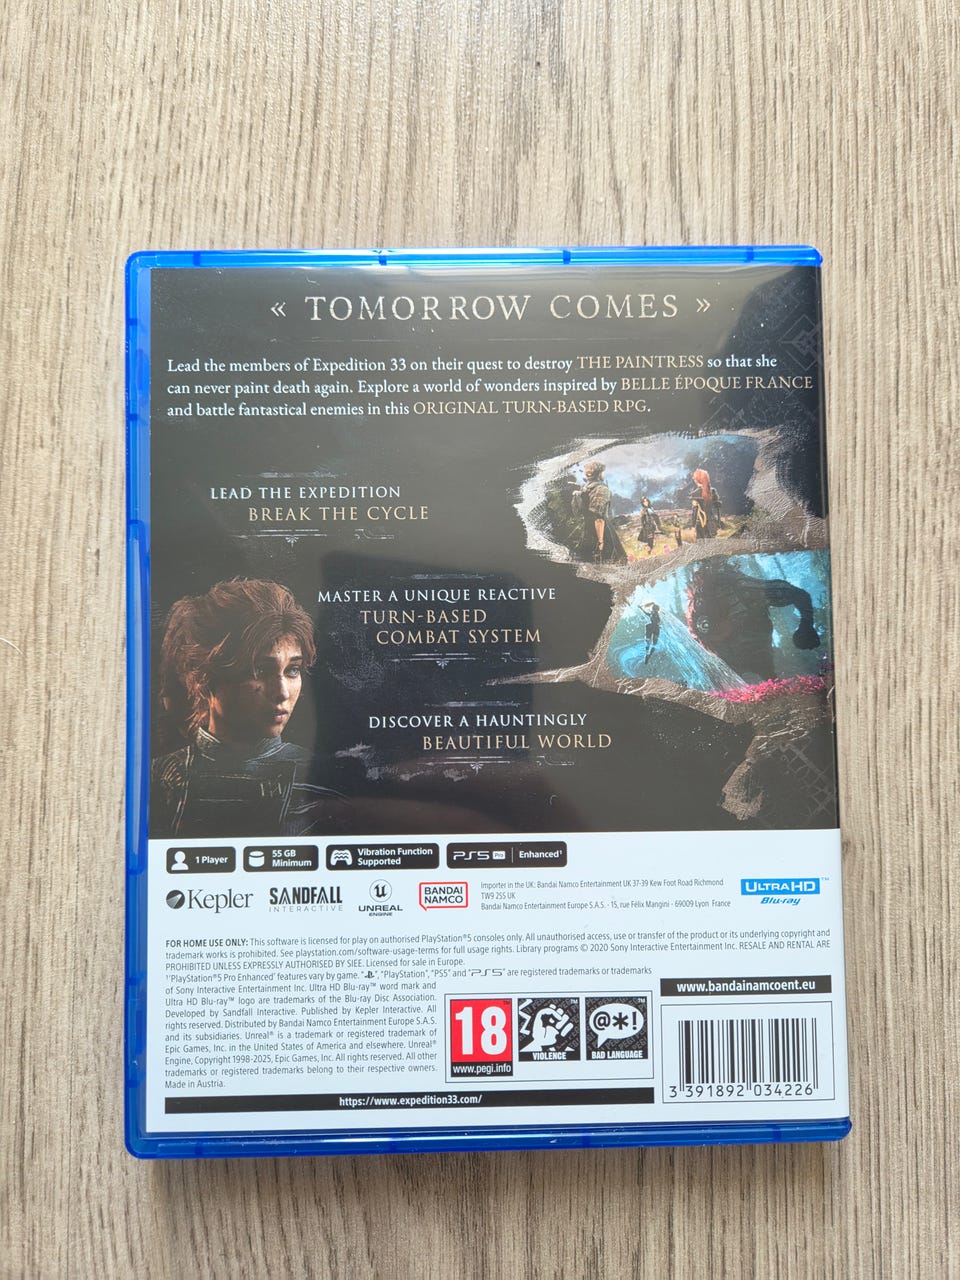 « TOMORROW COMES »
Lead the members of Expedition 33 on their quest to destroy THE PAINTRESS so that she
can never paint death again. Explore a world of wonders inspired by BELLE ÉPOQUE FRANCE
and battle fantastical enemies in this ORIGINAL TURN-BASED RPG.
LEAD THE EXPEDITION
BREAK THE CYCLE
MASTER A UNIQUE REACTIVE
TURN-BASED
COMBAT SYSTEM
DISCOVER A HAUNTINGLY
BEAUTIFUL WORLD
1 Player
55 GB
Minimum
Vibration Function
Supported
PS5 Pro Enhanced¹
Kepler
SANDFALL
INTERACTIVE
UNREAL
ENGINE
BANDAI
NAMCO
Importer in the UK: Bandai Namco Entertainment UK 37-39 Kew Foot Road Richmond
TW9 2SS UK
Bandai Namco Entertainment Europe S.A.S. - 15, rue Félix Mangini - 69009 Lyon France
ULTRA HD™
Blu-ray
FOR HOME USE ONLY: This software is licensed for play on authorised PlayStation®5 consoles only. All unauthorised access, use or transfer of the product or its underlying copyright and
trademark works is prohibited. See playstation.com/software-usage-terms for full usage rights. Library programs © 2020 Sony Interactive Entertainment Inc. RESALE AND RENTAL ARE
PROHIBITED UNLESS EXPRESSLY AUTHORISED BY SIEE. Licensed for sale in Europe.
¹'PlayStation®5 Pro Enhanced' features vary by game. "PS", "PlayStation", "PS5" and "PS5" are registered trademarks or trademarks
of Sony Interactive Entertainment Inc. Ultra HD Blu-ray™ word mark and
Ultra HD Blu-ray™ logo are trademarks of the Blu-ray Disc Association.
Developed by Sandfall Interactive. Published by Kepler Interactive. All
rights reserved. Distributed by Bandai Namco Entertainment Europe S.A.S.
and its subsidiaries. Unreal® is a trademark or registered trademark of
Epic Games, Inc. in the United States of America and elsewhere. Unreal®
Engine, Copyright 1998-2025, Epic Games, Inc. All rights reserved. All other
trademarks or registered trademarks belong to their respective owners.
Made in Austria.
18
www.pegi.info
VIOLENCE
@*!
BAD LANGUAGE
www.bandainamcoent.eu
3 391892 034226
https://www.expedition33.com/